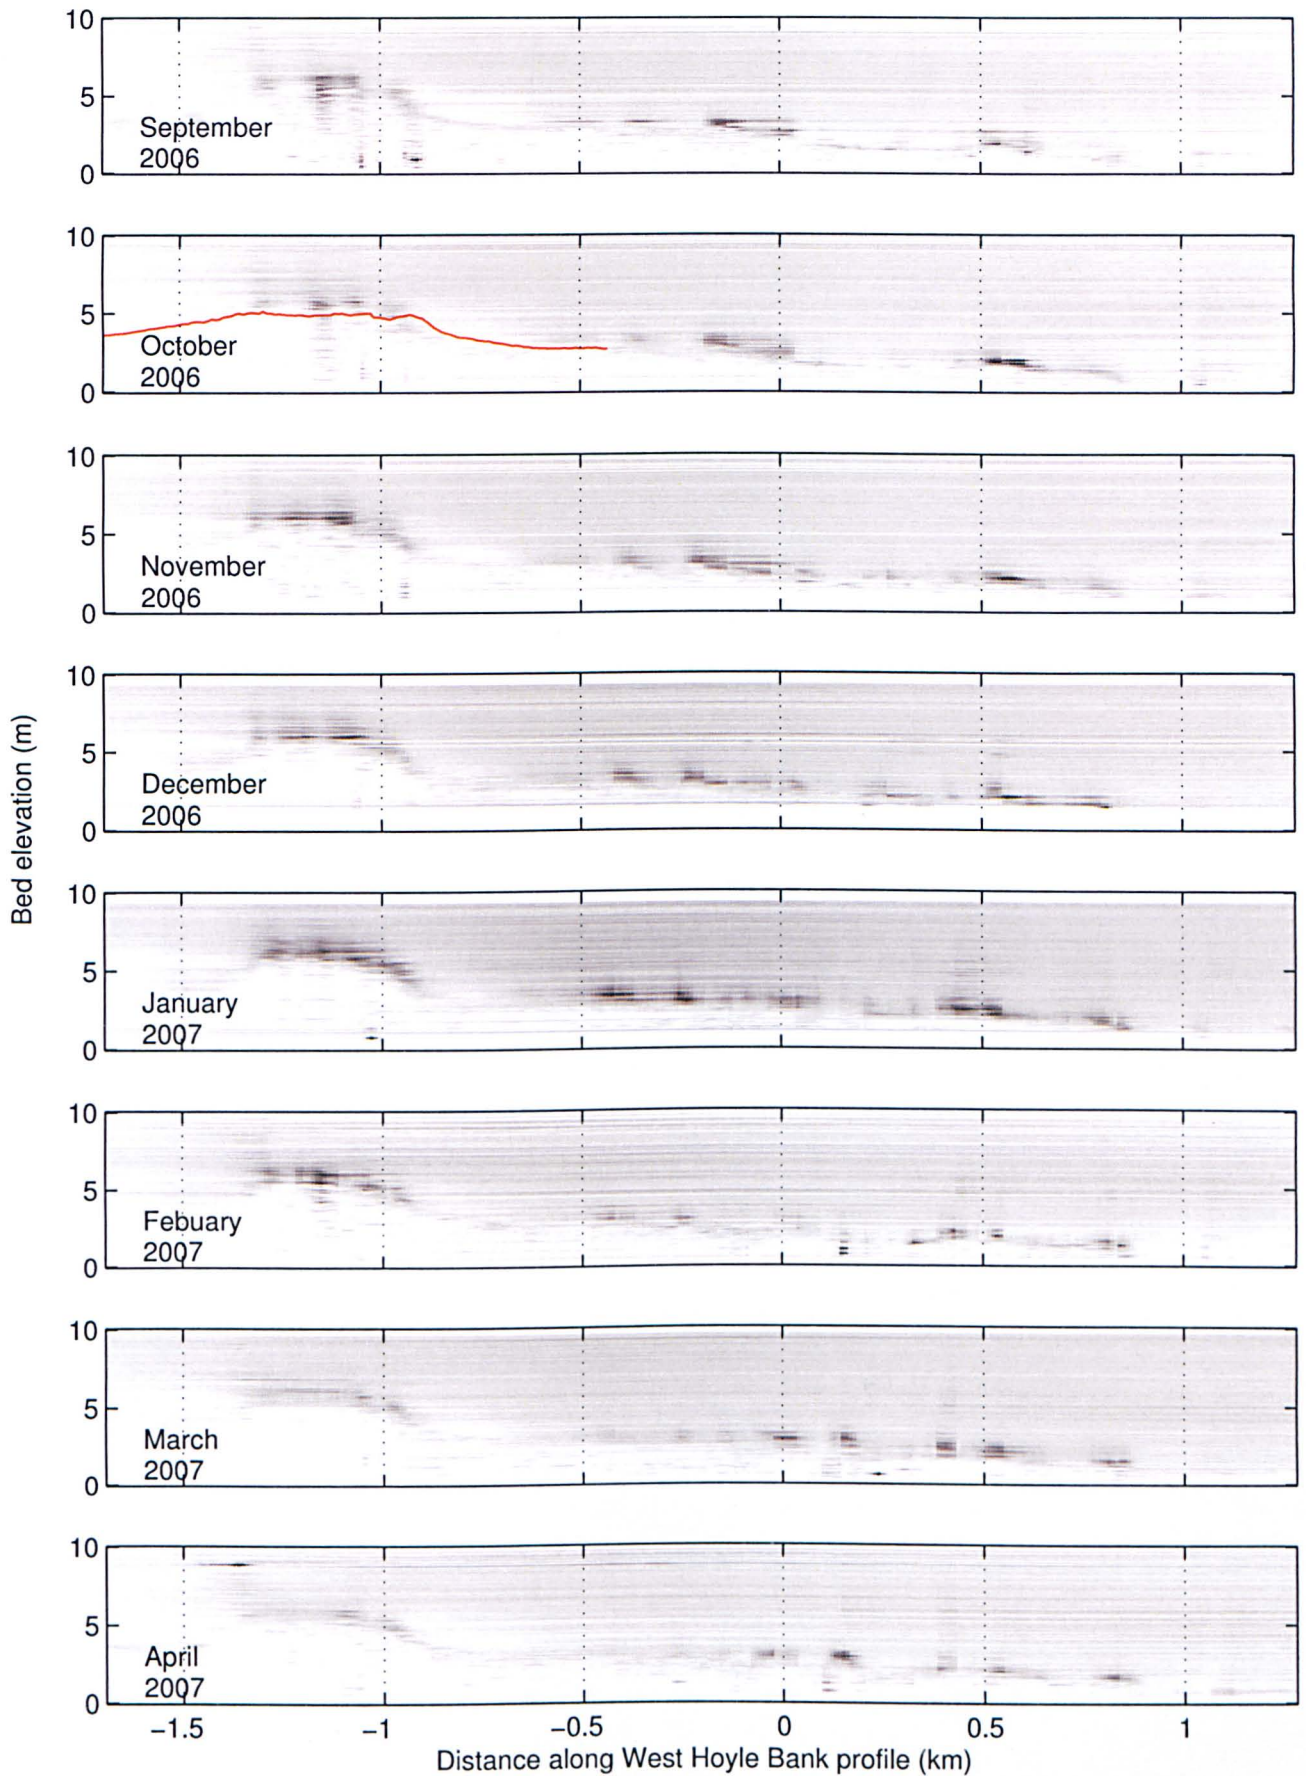 10
5
0
September
2006
10
5
0
October
2006
10
5
0
November
2006
10
5
0
December
2006
10
5
0
January
2007
10
5
0
Febuary
2007
10
5
0
March
2007
10
5
0
April
2007
Bed elevation (m)
−1.5 −1 −0.5 0 0.5 1
Distance along West Hoyle Bank profile (km)